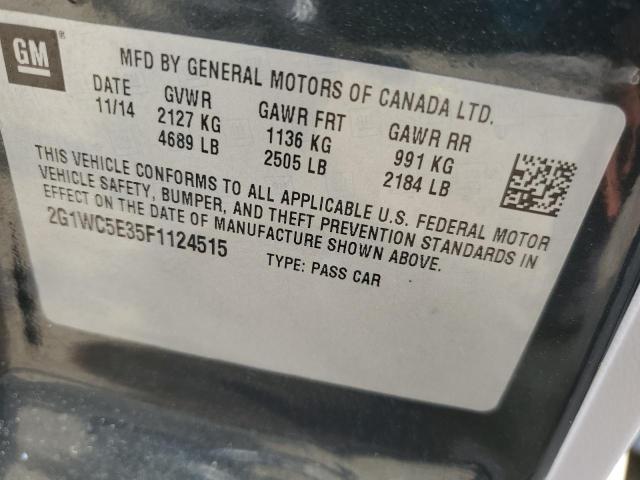 GM®
MFD BY GENERAL MOTORS OF CANADA LTD.
DATE GVWR GAWR FRT GAWR RR
11/14 2127 KG 1136 KG 991 KG
4689 LB 2505 LB 2184 LB
THIS VEHICLE CONFORMS TO ALL APPLICABLE U.S. FEDERAL MOTOR
VEHICLE SAFETY, BUMPER, AND THEFT PREVENTION STANDARDS IN
EFFECT ON THE DATE OF MANUFACTURE SHOWN ABOVE.
2G1WC5E35F1124515 TYPE: PASS CAR